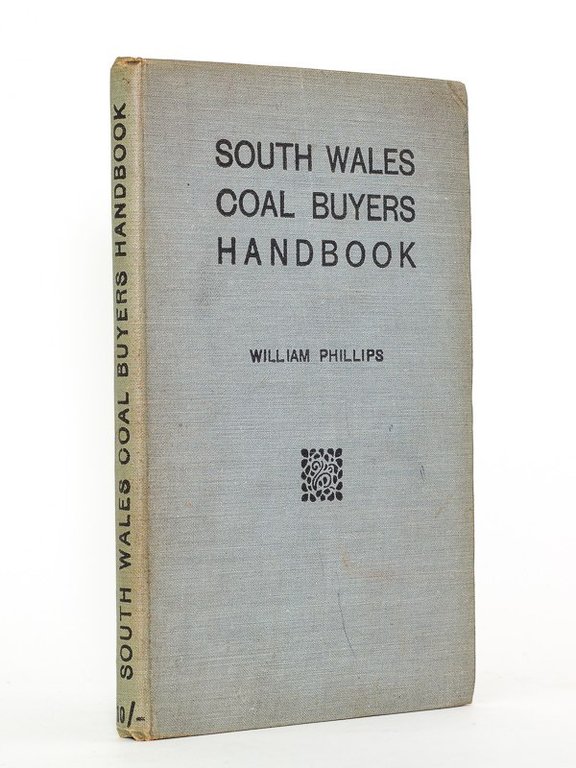 SOUTH WALES
COAL BUYERS
HANDBOOK
WILLIAM PHILLIPS
SOUTH WALES COAL BUYERS HANDBOOK
10/-